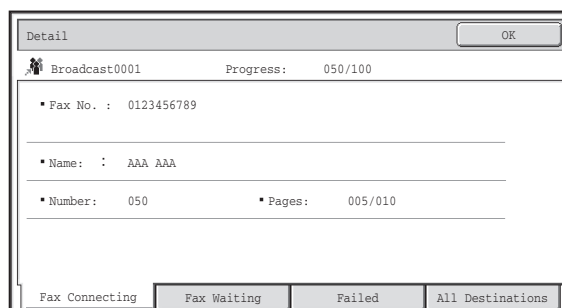 Detail OK
Broadcast0001 Progress: 050/100
▪ Fax No. : 0123456789
▪ Name: : AAA AAA
▪ Number: 050 ▪ Pages: 005/010
Fax Connecting Fax Waiting Failed All Destinations